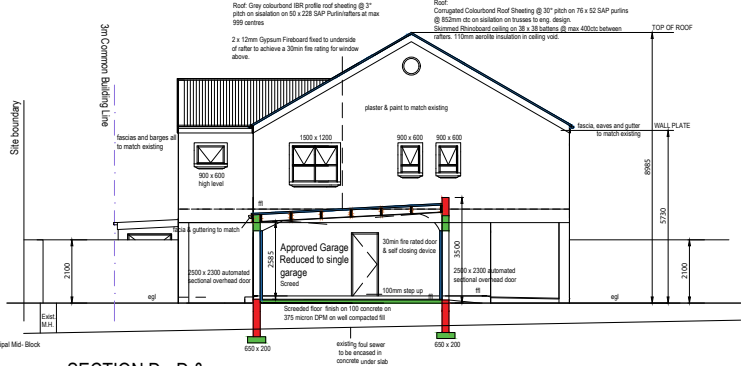 Roof: Grey colourbond IBR profile roof sheeting @ 3°
pitch on sisalation on 50 x 228 SAP Purlin/rafters at max
999 centres
2 x 12mm Gypsum Fireboard fixed to underside
of rafter to achieve a 30min fire rating for window
above.
Roof:
Corrugated Colourbond Roof Sheeting @ 30° pitch on 76 x 52 SAP purlins
@ 852mm ctc on sisilation on trusses to eng. design.
Skimmed Rhinoboard ceiling on 38 x 38 battens @ max 400ctc between
rafters. 110mm aerolite insulation in ceiling void.
TOP OF ROOF
3m Common Building Line
Site boundary
plaster & paint to match existing
fascias and barges all
to match existing
fascia, eaves and gutter
to match existing
WALL PLATE
1500 x 1200
900 x 600
900 x 600
900 x 600
high level
8985
5730
ffl
facia & guttering to match
Approved Garage
Reduced to single
garage
Screed
30min fire rated door
& self closing device
2585
3500
2100
2100
2500 x 2300 automated
sectional overhead door
2500 x 2300 automated
sectional overhead door
100mm step up
ffl
ffl
egl
egl
Screeded floor finish on 100 concrete on
375 micron DPM on well compacted fill
Exist.
M.H.
ipal Mid- Block
650 x 200
650 x 200
existing foul sewer
to be encased in
concrete under slab